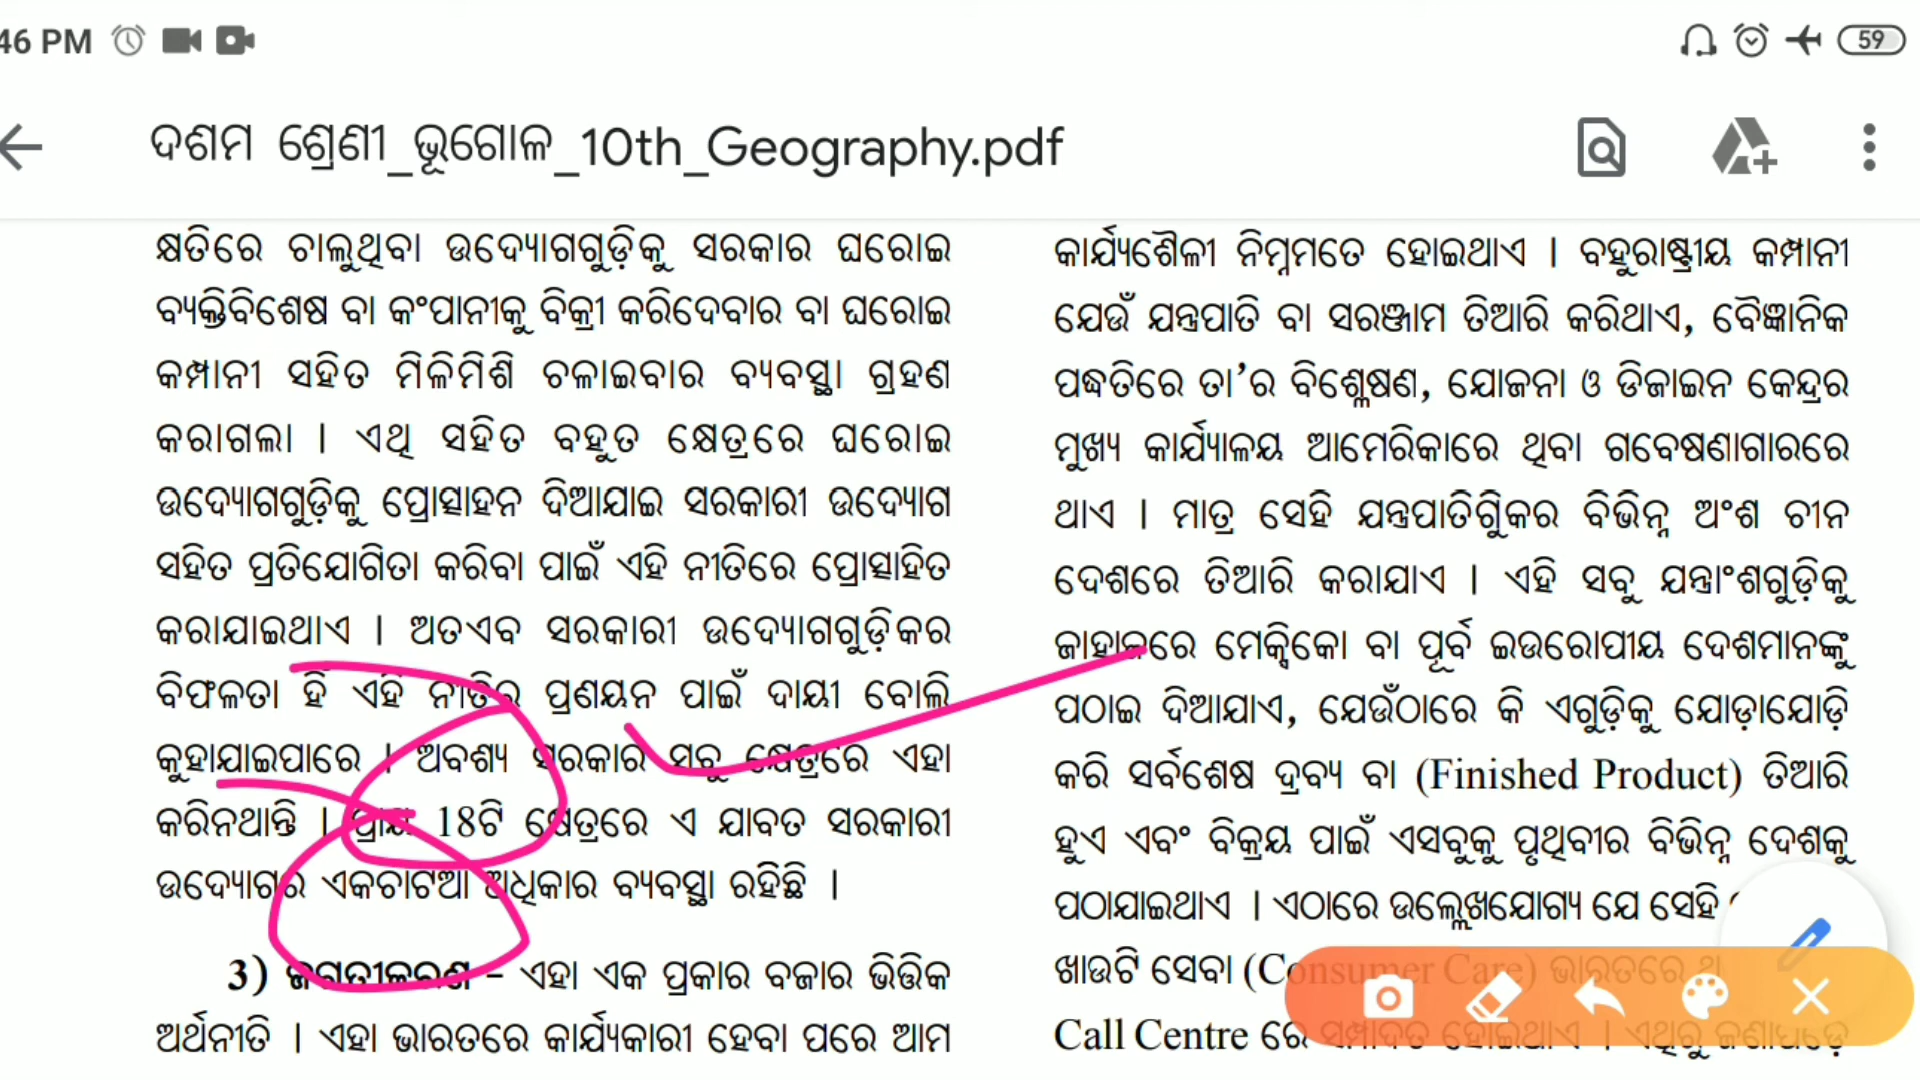 46 PM
59
ଦଶମ ଶ୍ରେଣୀ_ଭୂଗୋଳ_10th_Geography.pdf
କ୍ଷତିରେ ଚାଲୁଥିବା ଉଦ୍ୟୋଗଗୁଡ଼ିକୁ ସରକାର ଘରୋଇ
ବ୍ୟକ୍ତିବିଶେଷ ବା କଂପାନୀକୁ ବିକ୍ରୀ କରିଦେବାର ବା ଘରୋଇ
କମ୍ପାନୀ ସହିତ ମିଳିମିଶି ଚଳାଇବାର ବ୍ୟବସ୍ଥା ଗ୍ରହଣ
କରାଗଲା । ଏଥି ସହିତ ବହୁତ କ୍ଷେତ୍ରରେ ଘରୋଇ
ଉଦ୍ୟୋଗଗୁଡ଼ିକୁ ପ୍ରୋତ୍ସାହନ ଦିଆଯାଇ ସରକାରୀ ଉଦ୍ୟୋଗ
ସହିତ ପ୍ରତିଯୋଗିତା କରିବା ପାଇଁ ଏହି ନୀତିରେ ପ୍ରୋତ୍ସାହିତ
କରାଯାଇଥାଏ । ଅତଏବ ସରକାରୀ ଉଦ୍ୟୋଗଗୁଡ଼ିକର
ବିଫଳତା ହିଁ ଏହି ନୀତିର ପ୍ରଣୟନ ପାଇଁ ଦାୟୀ ବୋଲି
କୁହାଯାଇପାରେ । ଅବଶ୍ୟ ସରକାର ସବୁ କ୍ଷେତ୍ରରେ ଏହା
କରିନଥାନ୍ତି । ପ୍ରାୟ 18ଟି କ୍ଷେତ୍ରରେ ଏ ଯାବତ ସରକାରୀ
ଉଦ୍ୟୋଗର ଏକଚାଟିଆ ଅଧିକାର ବ୍ୟବସ୍ଥା ରହିଛି ।
3) ଜଗତୀକରଣ – ଏହା ଏକ ପ୍ରକାର ବଜାର ଭିତ୍ତିକ
ଅର୍ଥନୀତି । ଏହା ଭାରତରେ କାର୍ଯ୍ୟକାରୀ ହେବା ପରେ ଆମ
କାର୍ଯ୍ୟଶୈଳୀ ନିମ୍ନମତେ ହୋଇଥାଏ । ବହୁରାଷ୍ଟ୍ରୀୟ କମ୍ପାନୀ
ଯେଉଁ ଯନ୍ତ୍ରପାତି ବା ସରଞ୍ଜାମ ତିଆରି କରିଥାଏ, ବୈଜ୍ଞାନିକ
ପଦ୍ଧତିରେ ତା’ର ବିଶ୍ଳେଷଣ, ଯୋଜନା ଓ ଡିଜାଇନ କେନ୍ଦ୍ରର
ମୁଖ୍ୟ କାର୍ଯ୍ୟାଳୟ ଆମେରିକାରେ ଥିବା ଗବେଷଣାଗାରରେ
ଥାଏ । ମାତ୍ର ସେହି ଯନ୍ତ୍ରପାତିଗୁିକର ବିଭିନ୍ନ ଅଂଶ ଚୀନ
ଦେଶରେ ତିଆରି କରାଯାଏ । ଏହି ସବୁ ଯନ୍ତ୍ରାଂଶଗୁଡ଼ିକୁ
ଜାହାଜରେ ମେକ୍ସିକୋ ବା ପୂର୍ବ ଇଉରୋପୀୟ ଦେଶମାନଙ୍କୁ
ପଠାଇ ଦିଆଯାଏ, ଯେଉଁଠାରେ କି ଏଗୁଡ଼ିକୁ ଯୋଡ଼ାଯୋଡ଼ି
କରି ସର୍ବଶେଷ ଦ୍ରବ୍ୟ ବା (Finished Product) ତିଆରି
ହୁଏ ଏବଂ ବିକ୍ରୟ ପାଇଁ ଏସବୁକୁ ପୃଥିବୀର ବିଭିନ୍ନ ଦେଶକୁ
ପଠାଯାଇଥାଏ । ଏଠାରେ ଉଲ୍ଲେଖଯୋଗ୍ୟ ଯେ ସେହି
ଖାଉଟି ସେବା (Consumer Care) ଭାରତରେ
Call Centre ରେ ସମ୍ପାଦିତ ହୋଇଥାଏ । ଏଥିରୁ ଜଣାପଡ଼େ